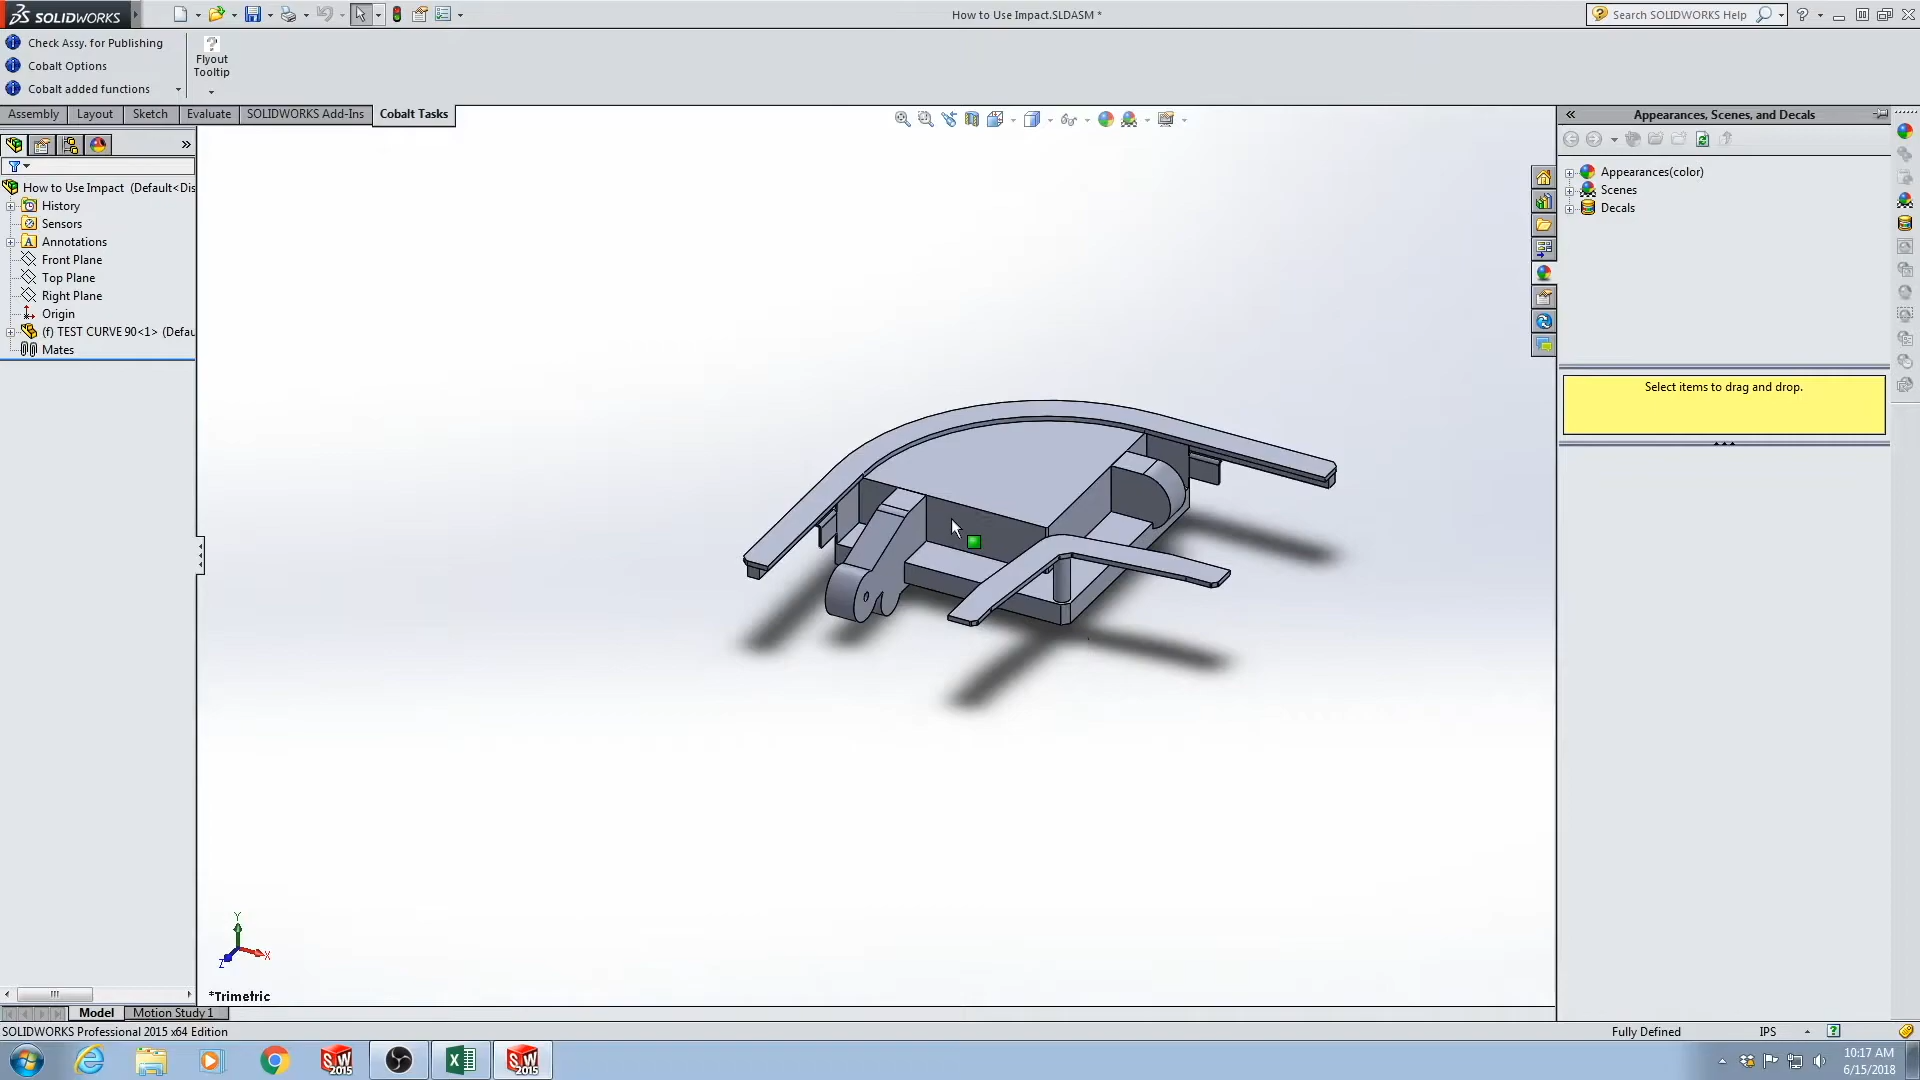 SOLIDWORKS
How to Use Impact.SLDASM *
Search SOLIDWORKS Help
Check Assy. for Publishing
Cobalt Options
Cobalt added functions
Flyout
Tooltip
Assembly
Layout
Sketch
Evaluate
SOLIDWORKS Add-Ins
Cobalt Tasks
How to Use Impact (Default<Dis
History
Sensors
Annotations
Front Plane
Top Plane
Right Plane
Origin
(f) TEST CURVE 90<1> (Defau
Mates
Appearances, Scenes, and Decals
Appearances(color)
Scenes
Decals
Select items to drag and drop.
Y
X
Z
*Trimetric
Model
Motion Study 1
SOLIDWORKS Professional 2015 x64 Edition
Fully Defined
IPS
SW
2015
SW
2015
10:17 AM
6/15/2018